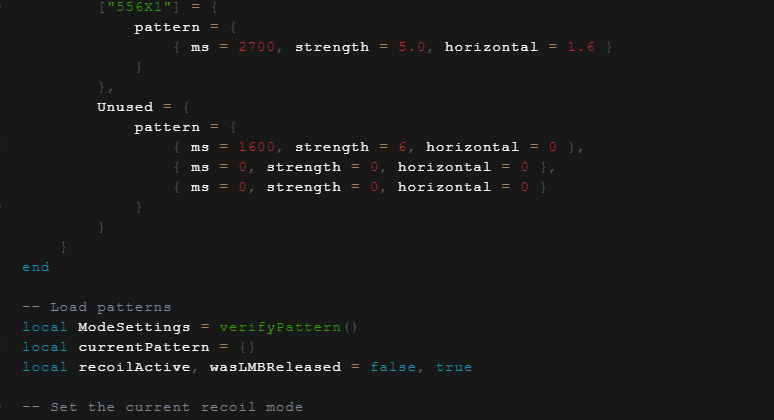 ["556X1"] = {
pattern = {
{ ms = 2700, strength = 5.0, horizontal = 1.6 }
}
},
Unused = {
pattern = {
{ ms = 1600, strength = 6, horizontal = 0 },
{ ms = 0, strength = 0, horizontal = 0 },
{ ms = 0, strength = 0, horizontal = 0 }
}
}
}
end
-- Load patterns
local ModeSettings = verifyPattern()
local currentPattern = {}
local recoilActive, wasLMBReleased = false, true
-- Set the current recoil mode